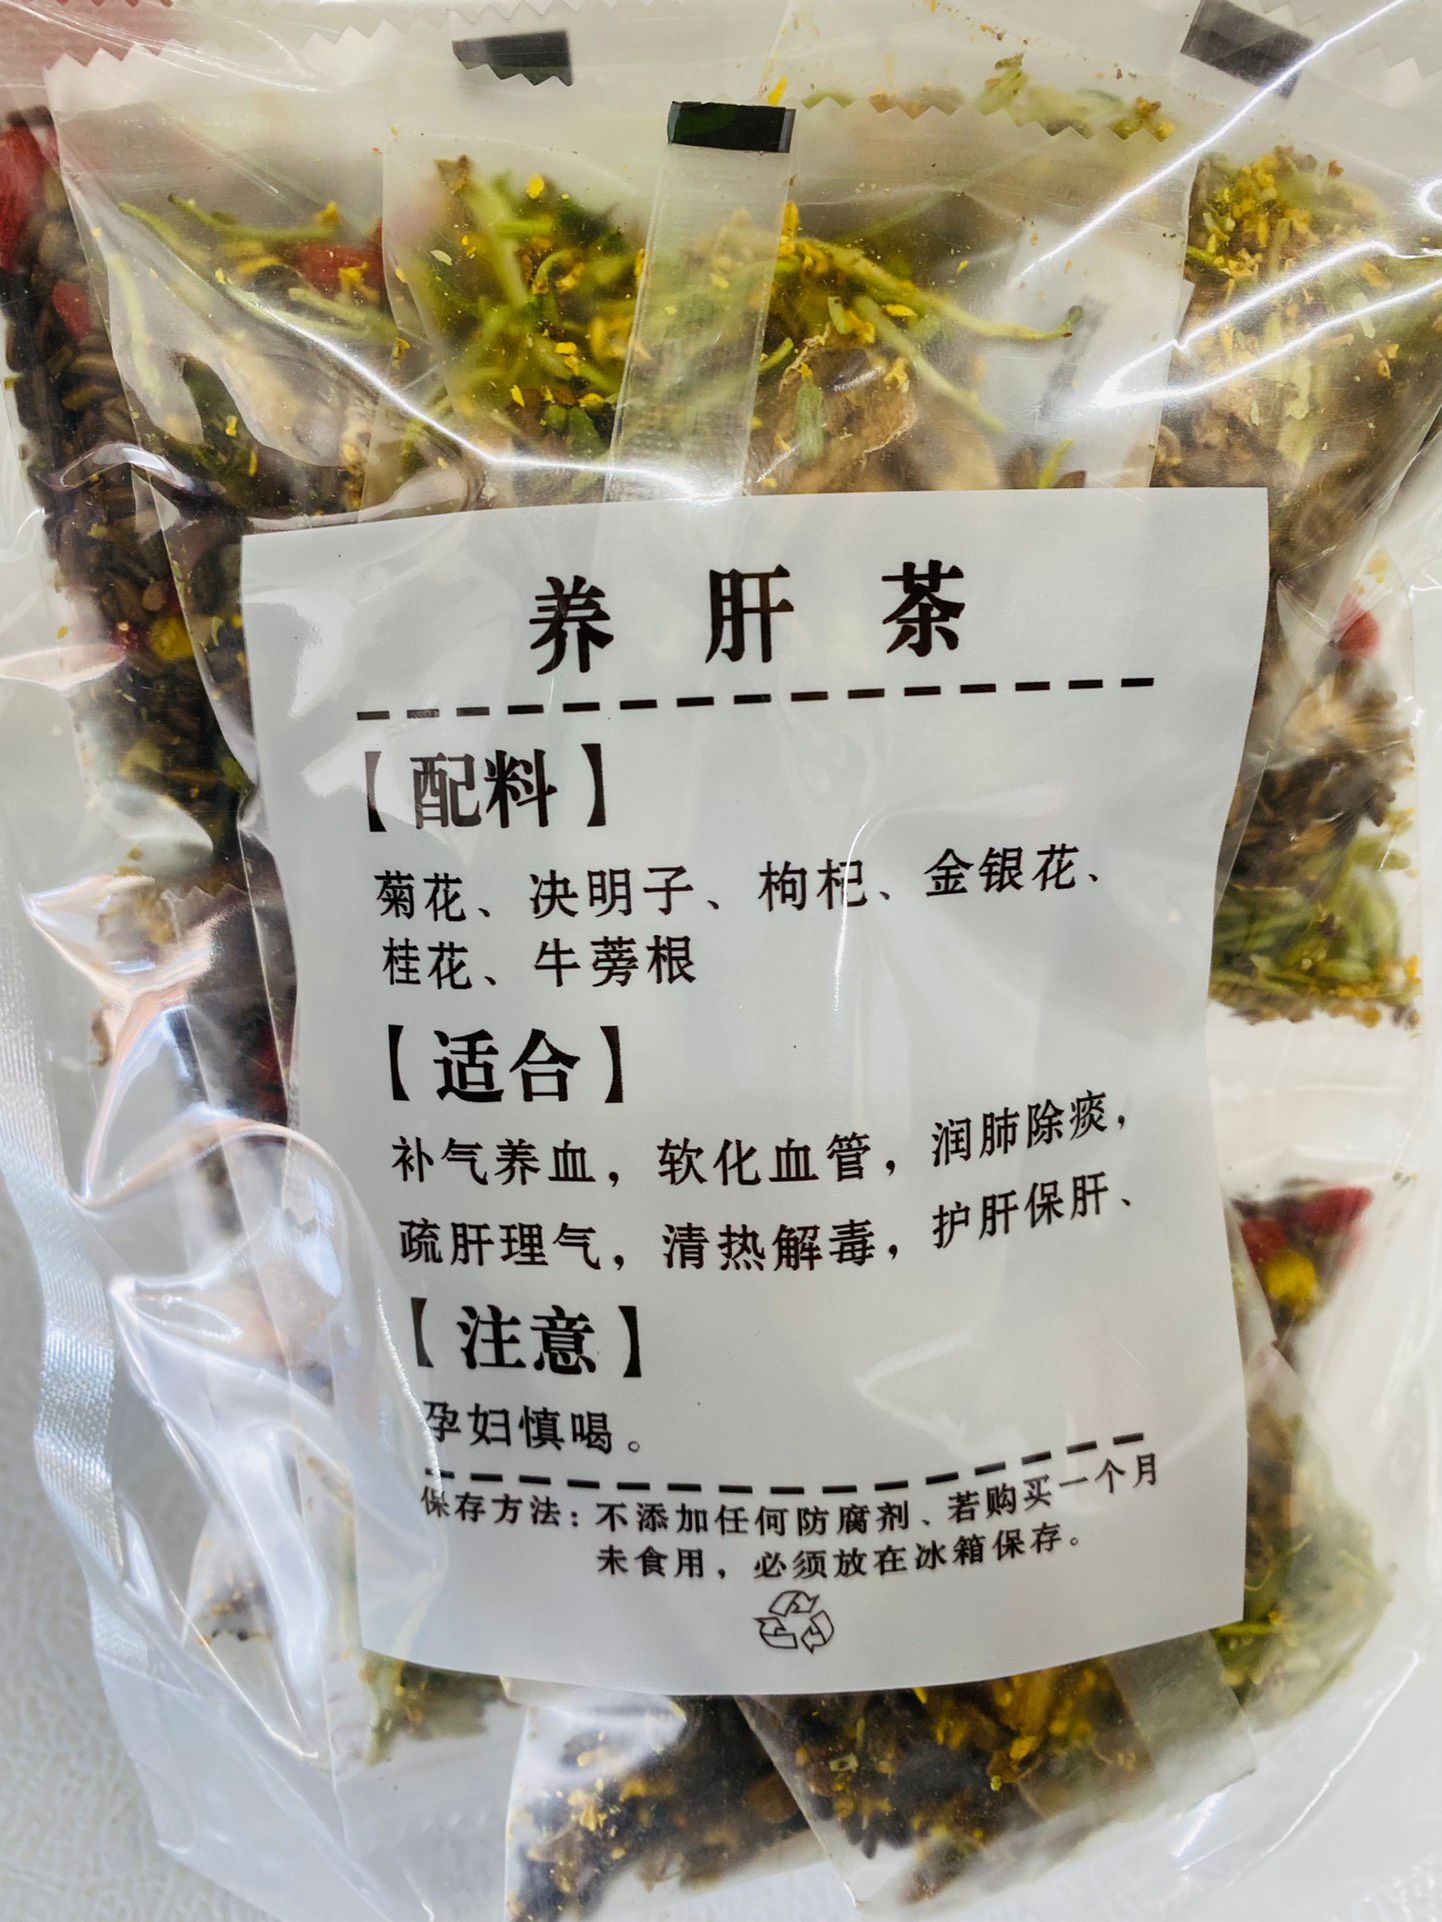 养肝茶
【配料】
菊花、决明子、枸杞、金银花、
桂花、牛蒡根
【适合】
补气养血，软化血管，润肺除痰，
疏肝理气，清热解毒，护肝保肝、
【注意】
孕妇慎喝。
保存方法：不添加任何防腐剂、若购买一个月
未食用，必须放在冰箱保存。